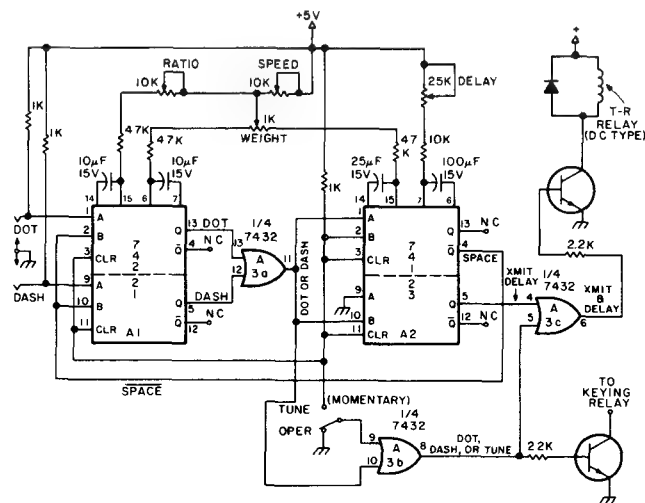 +5V
RATIO
SPEED
10K
10K
25K
DELAY
1K
1K
+
T-R
RELAY
(DC TYPE)
47K
47K
1K
WEIGHT
47
K
10K
10µF
15V
10µF
15V
1K
25µF
15V
100µF
15V
14
15
6
7
14
15
7
6
DOT
DASH
1
A
2
B
3
CLR
9
A
10
B
11
CLR
7
4
2
2
1
A1
Q
13
DOT
Q
4
NC
Q
5
DASH
Q
12
NC
1/4
7432
13
12
A
3a
11
DOT OR DASH
1
A
2
B
3
CLR
9
A
10
B
11
CLR
7
4
1
2
3
A2
Q
13
NC
Q
4
SPACE
Q
5
Q
12
NC
XMIT
DELAY
1/4
7432
4
5
A
3c
6
XMIT &
DELAY
2.2K
SPACE
TUNE
(MOMENTARY)
OPER
1/4
7432
9
10
A
3b
8
DOT,
DASH, OR TUNE
2.2K
TO
KEYING
RELAY